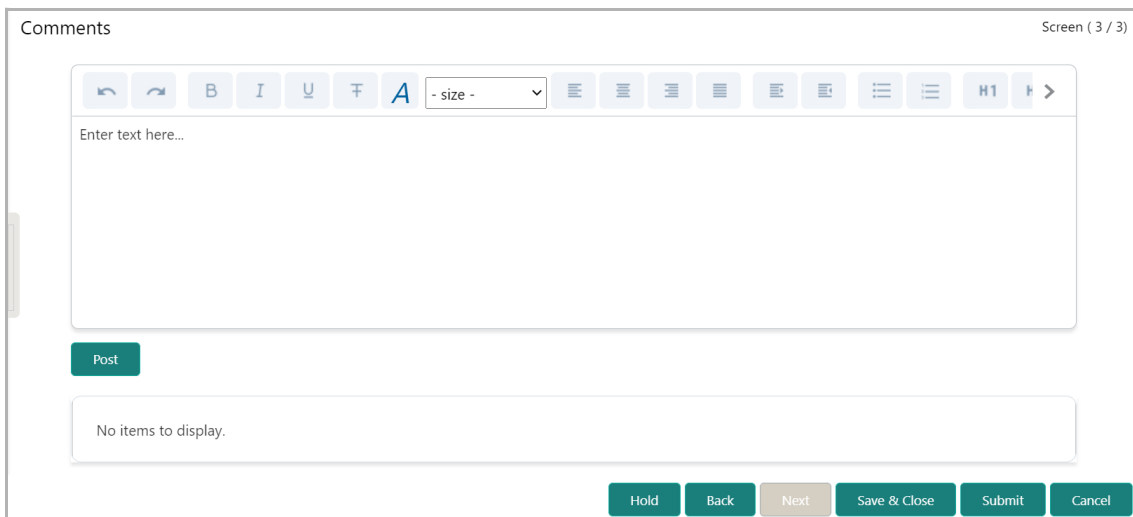 Comments
Screen ( 3 / 3)
B I U T A - size - H1 H
Enter text here...
Post
No items to display.
Hold Back Next Save & Close Submit Cancel